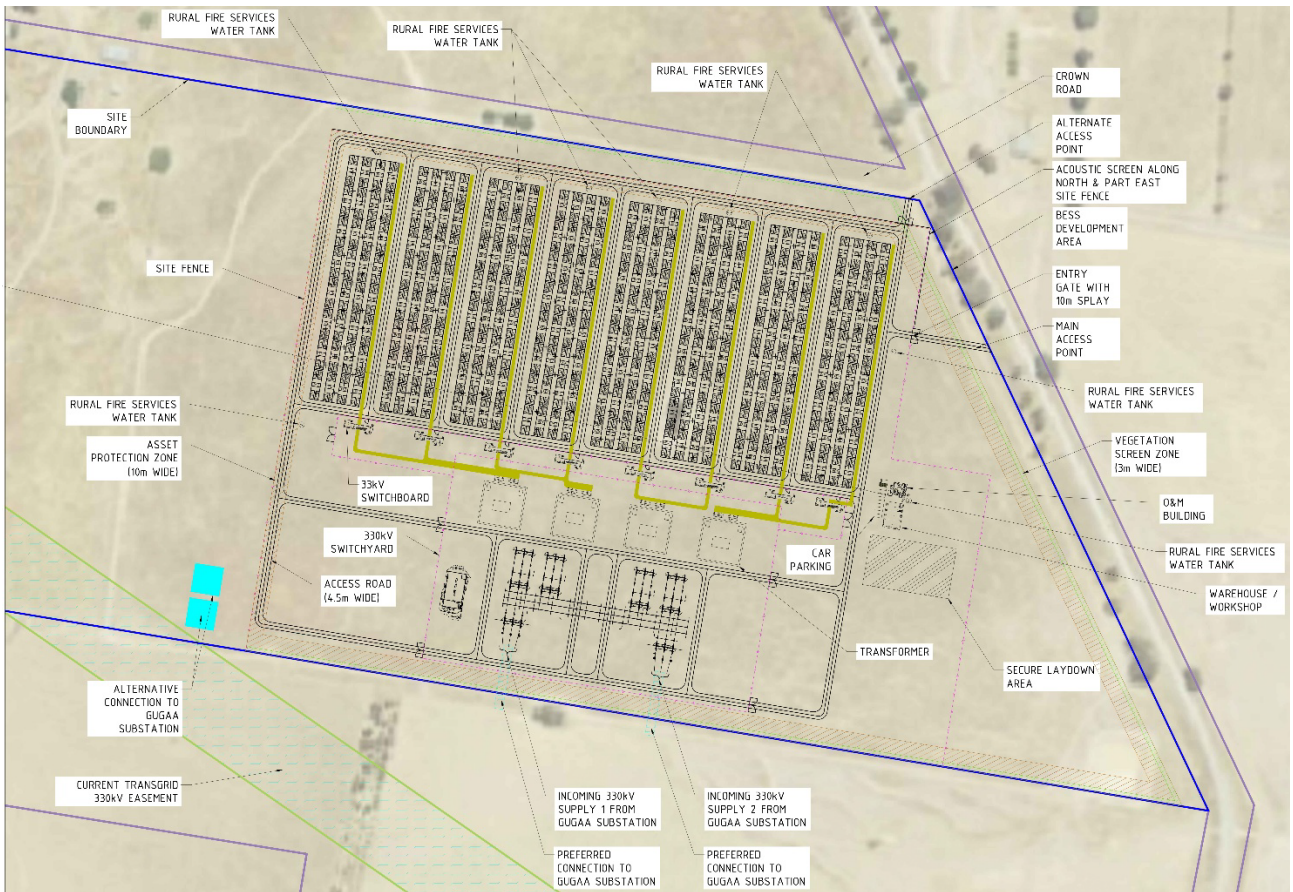 RURAL FIRE SERVICES
WATER TANK
RURAL FIRE SERVICES
WATER TANK
RURAL FIRE SERVICES
WATER TANK
CROWN
ROAD
SITE
BOUNDARY
ALTERNATE
ACCESS
POINT
ACOUSTIC SCREEN ALONG
NORTH & PART EAST
SITE FENCE
BESS
DEVELOPMENT
AREA
SITE FENCE
ENTRY
GATE WITH
10m SPLAY
MAIN
ACCESS
POINT
RURAL FIRE SERVICES
WATER TANK
RURAL FIRE SERVICES
WATER TANK
ASSET
PROTECTION ZONE
(10m WIDE)
VEGETATION
SCREEN ZONE
(3m WIDE)
33kV
SWITCHBOARD
O&M
BUILDING
330kV
SWITCHYARD
CAR
PARKING
RURAL FIRE SERVICES
WATER TANK
ACCESS ROAD
(4.5m WIDE)
WAREHOUSE /
WORKSHOP
TRANSFORMER
SECURE LAYDOWN
AREA
ALTERNATIVE
CONNECTION TO
GUGAA
SUBSTATION
CURRENT TRANSGRID
330kV EASEMENT
INCOMING 330kV
SUPPLY 1 FROM
GUGAA SUBSTATION
INCOMING 330kV
SUPPLY 2 FROM
GUGAA SUBSTATION
PREFERRED
CONNECTION TO
GUGAA SUBSTATION
PREFERRED
CONNECTION TO
GUGAA SUBSTATION